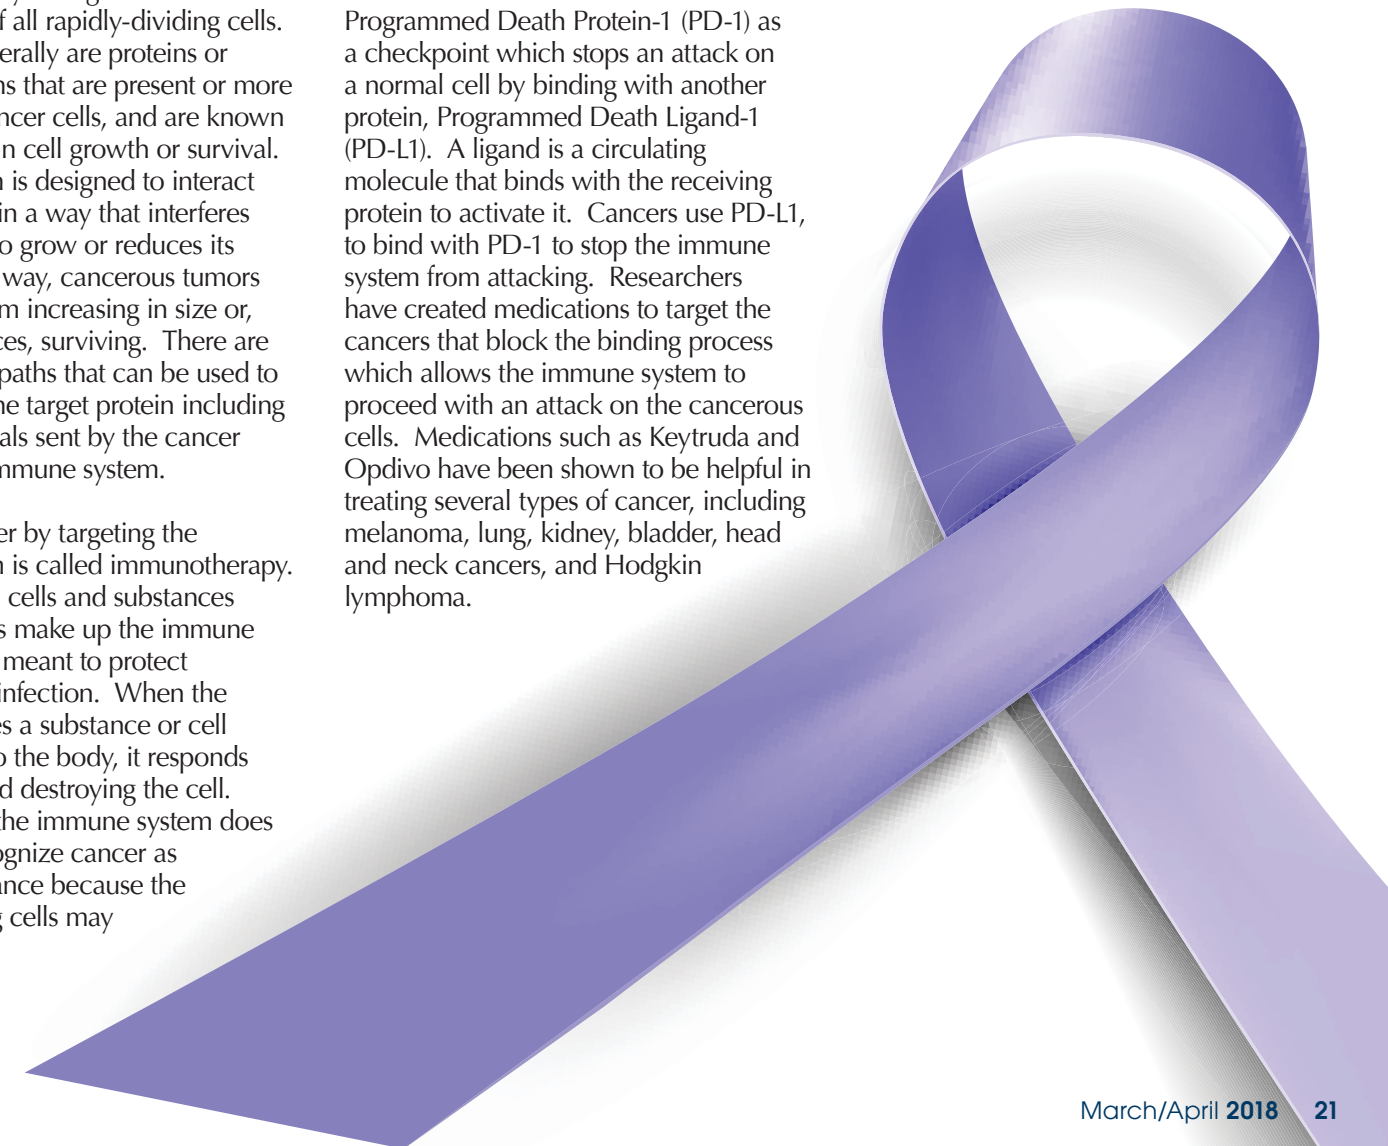 f all rapidly-dividing cells.
erally are proteins or
ns that are present or more
ncer cells, and are known
n cell growth or survival.
n is designed to interact
in a way that interferes
o grow or reduces its
way, cancerous tumors
m increasing in size or,
ces, surviving.  There are
paths that can be used to
he target protein including
als sent by the cancer
mmune system.
er by targeting the
m is called immunotherapy.
cells and substances
s make up the immune
meant to protect
infection.  When the
es a substance or cell
o the body, it responds
d destroying the cell.
the immune system does
ognize cancer as
ance because the
g cells may
Programmed Death Protein-1 (PD-1) as
a checkpoint which stops an attack on
a normal cell by binding with another
protein, Programmed Death Ligand-1
(PD-L1).  A ligand is a circulating
molecule that binds with the receiving
protein to activate it.  Cancers use PD-L1,
to bind with PD-1 to stop the immune
system from attacking.  Researchers
have created medications to target the
cancers that block the binding process
which allows the immune system to
proceed with an attack on the cancerous
cells.  Medications such as Keytruda and
Opdivo have been shown to be helpful in
treating several types of cancer, including
melanoma, lung, kidney, bladder, head
and neck cancers, and Hodgkin
lymphoma.
March/April 2018 21